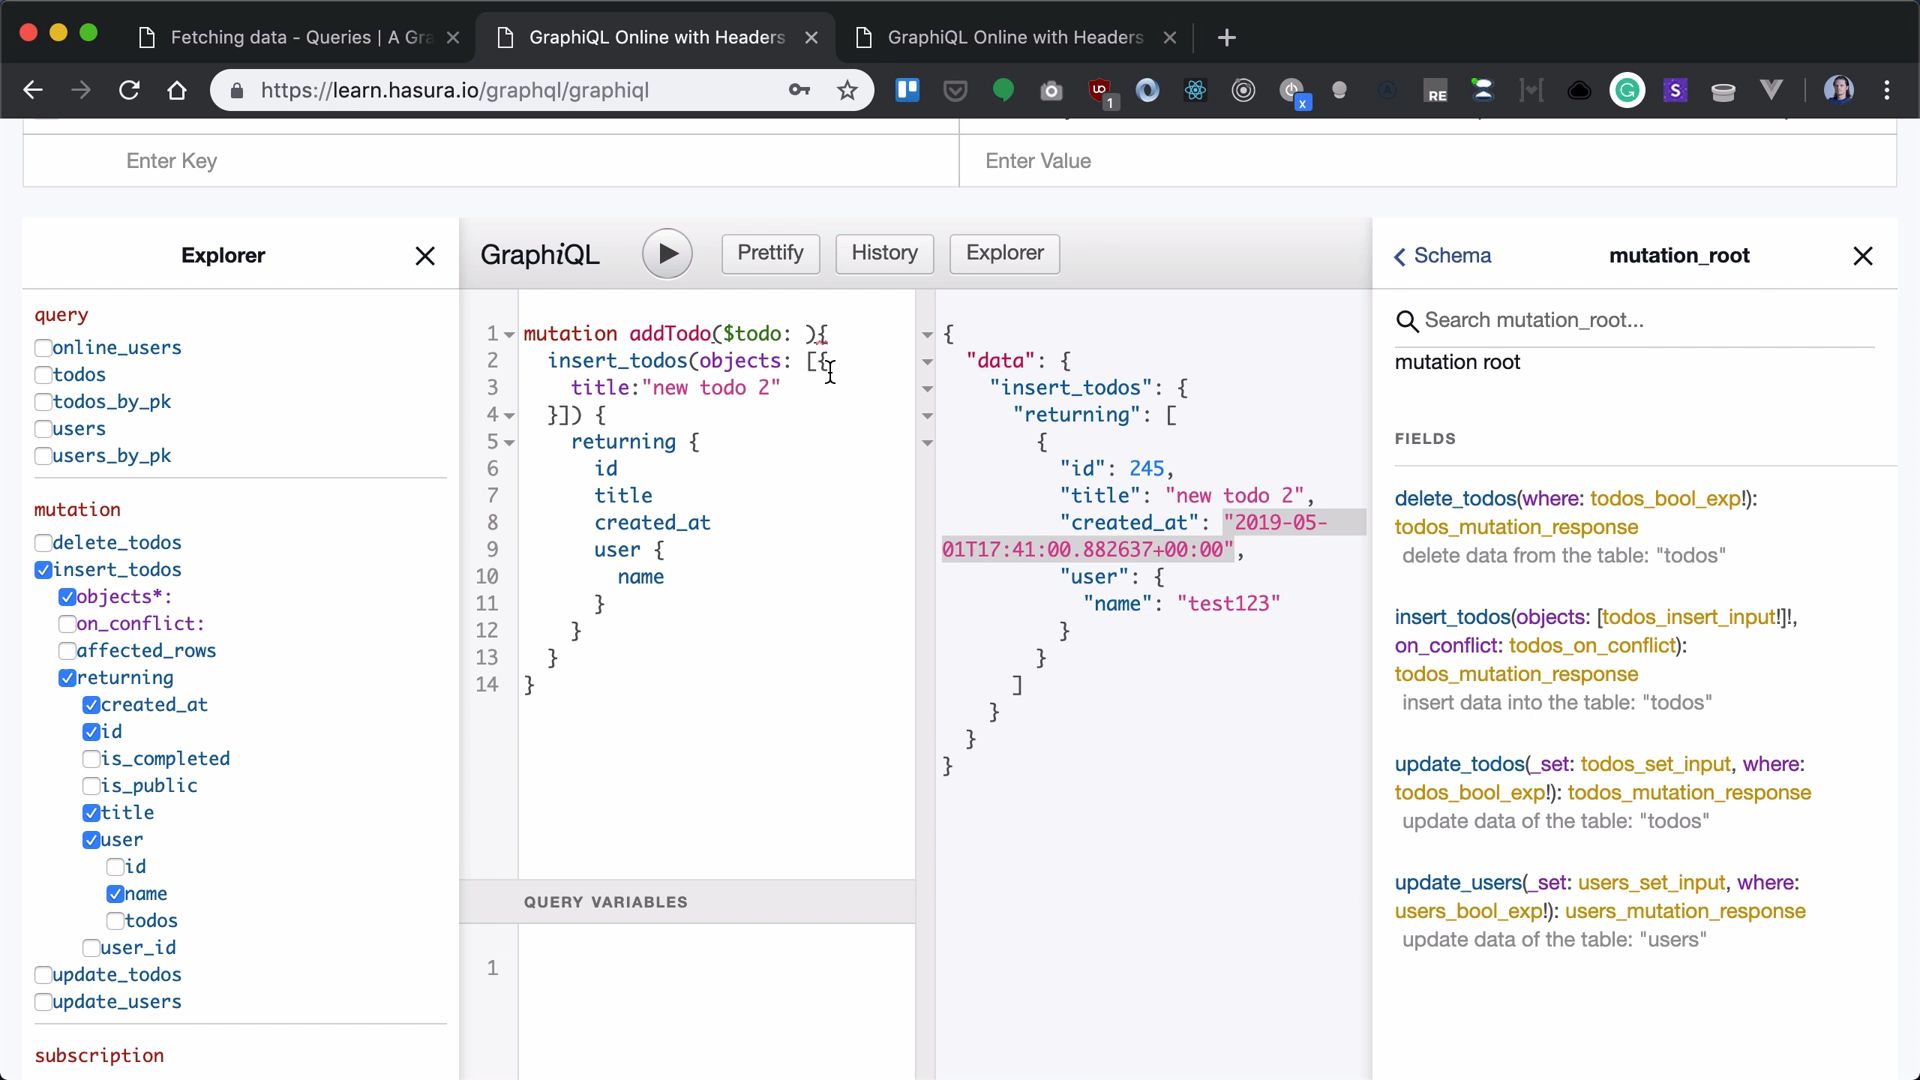 Fetching data - Queries | A Gra
GraphiQL Online with Headers
GraphiQL Online with Headers
https://learn.hasura.io/graphql/graphiql
1
x
RE
S
Enter Key
Enter Value
Explorer
query
online_users
todos
todos_by_pk
users
users_by_pk
mutation
delete_todos
insert_todos
objects*:
on_conflict:
affected_rows
returning
created_at
id
is_completed
is_public
title
user
id
name
todos
user_id
update_todos
update_users
subscription
GraphiQL
Prettify
History
Explorer
1 mutation addTodo($todo: ){
2 insert_todos(objects: [{
3 title:"new todo 2"
4 }]) {
5 returning {
6 id
7 title
8 created_at
9 user {
10 name
11 }
12 }
13 }
14 }
QUERY VARIABLES
1
{
"data": {
"insert_todos": {
"returning": [
{
"id": 245,
"title": "new todo 2",
"created_at": "2019-05-
01T17:41:00.882637+00:00",
"user": {
"name": "test123"
}
}
]
}
}
}
Schema
mutation_root
Search mutation_root...
mutation root
FIELDS
delete_todos(where: todos_bool_exp!):
todos_mutation_response
delete data from the table: "todos"
insert_todos(objects: [todos_insert_input!]!,
on_conflict: todos_on_conflict):
todos_mutation_response
insert data into the table: "todos"
update_todos(_set: todos_set_input, where:
todos_bool_exp!): todos_mutation_response
update data of the table: "todos"
update_users(_set: users_set_input, where:
users_bool_exp!): users_mutation_response
update data of the table: "users"